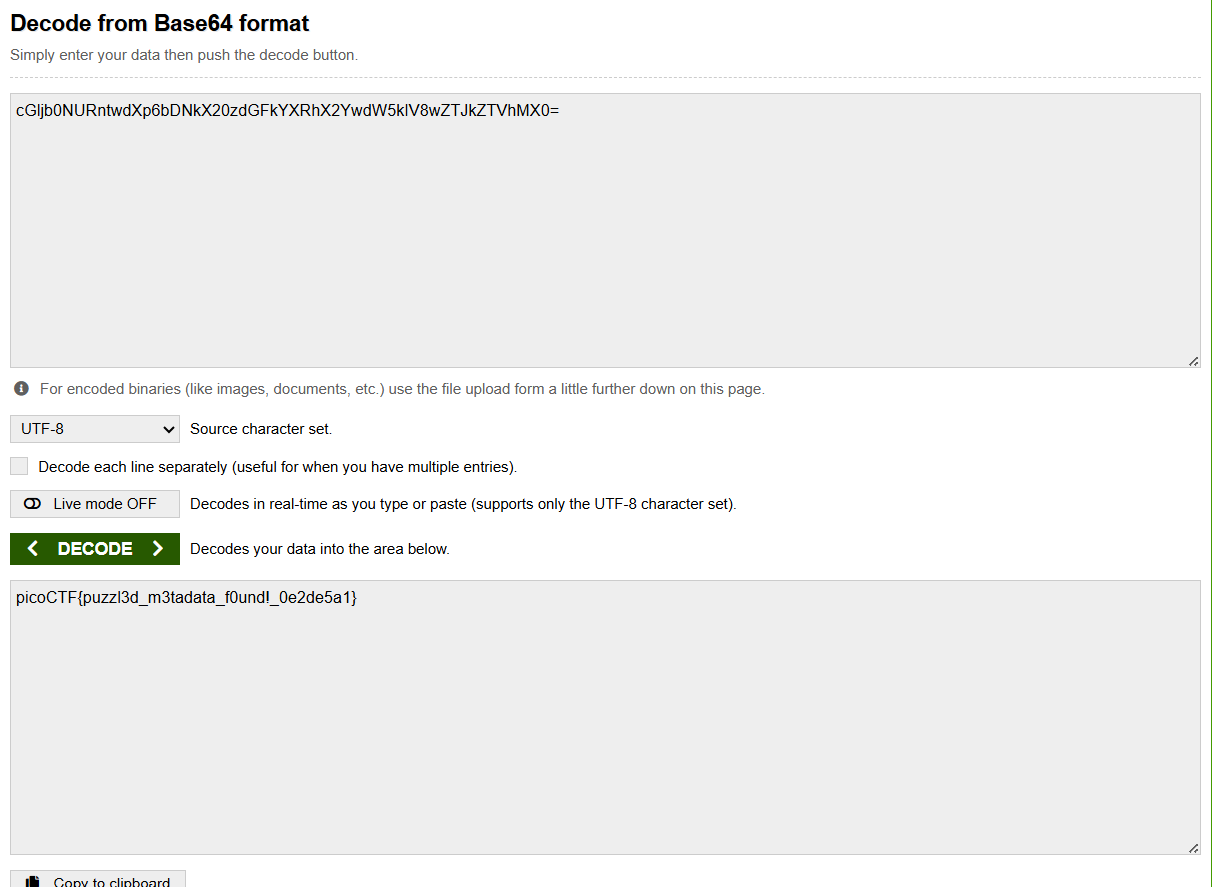 Decode from Base64 format
Simply enter your data then push the decode button.
cGljb0NURntwdXp6bDNkX20zdGFkYXRhX2YwdW5kIV8wZTJkZTVhMX0=
For encoded binaries (like images, documents, etc.) use the file upload form a little further down on this page.
UTF-8 Source character set.
Decode each line separately (useful for when you have multiple entries).
Live mode OFF Decodes in real-time as you type or paste (supports only the UTF-8 character set).
< DECODE > Decodes your data into the area below.
picoCTF{puzzl3d_m3tadata_f0und!_0e2de5a1}
Copy to clipboard